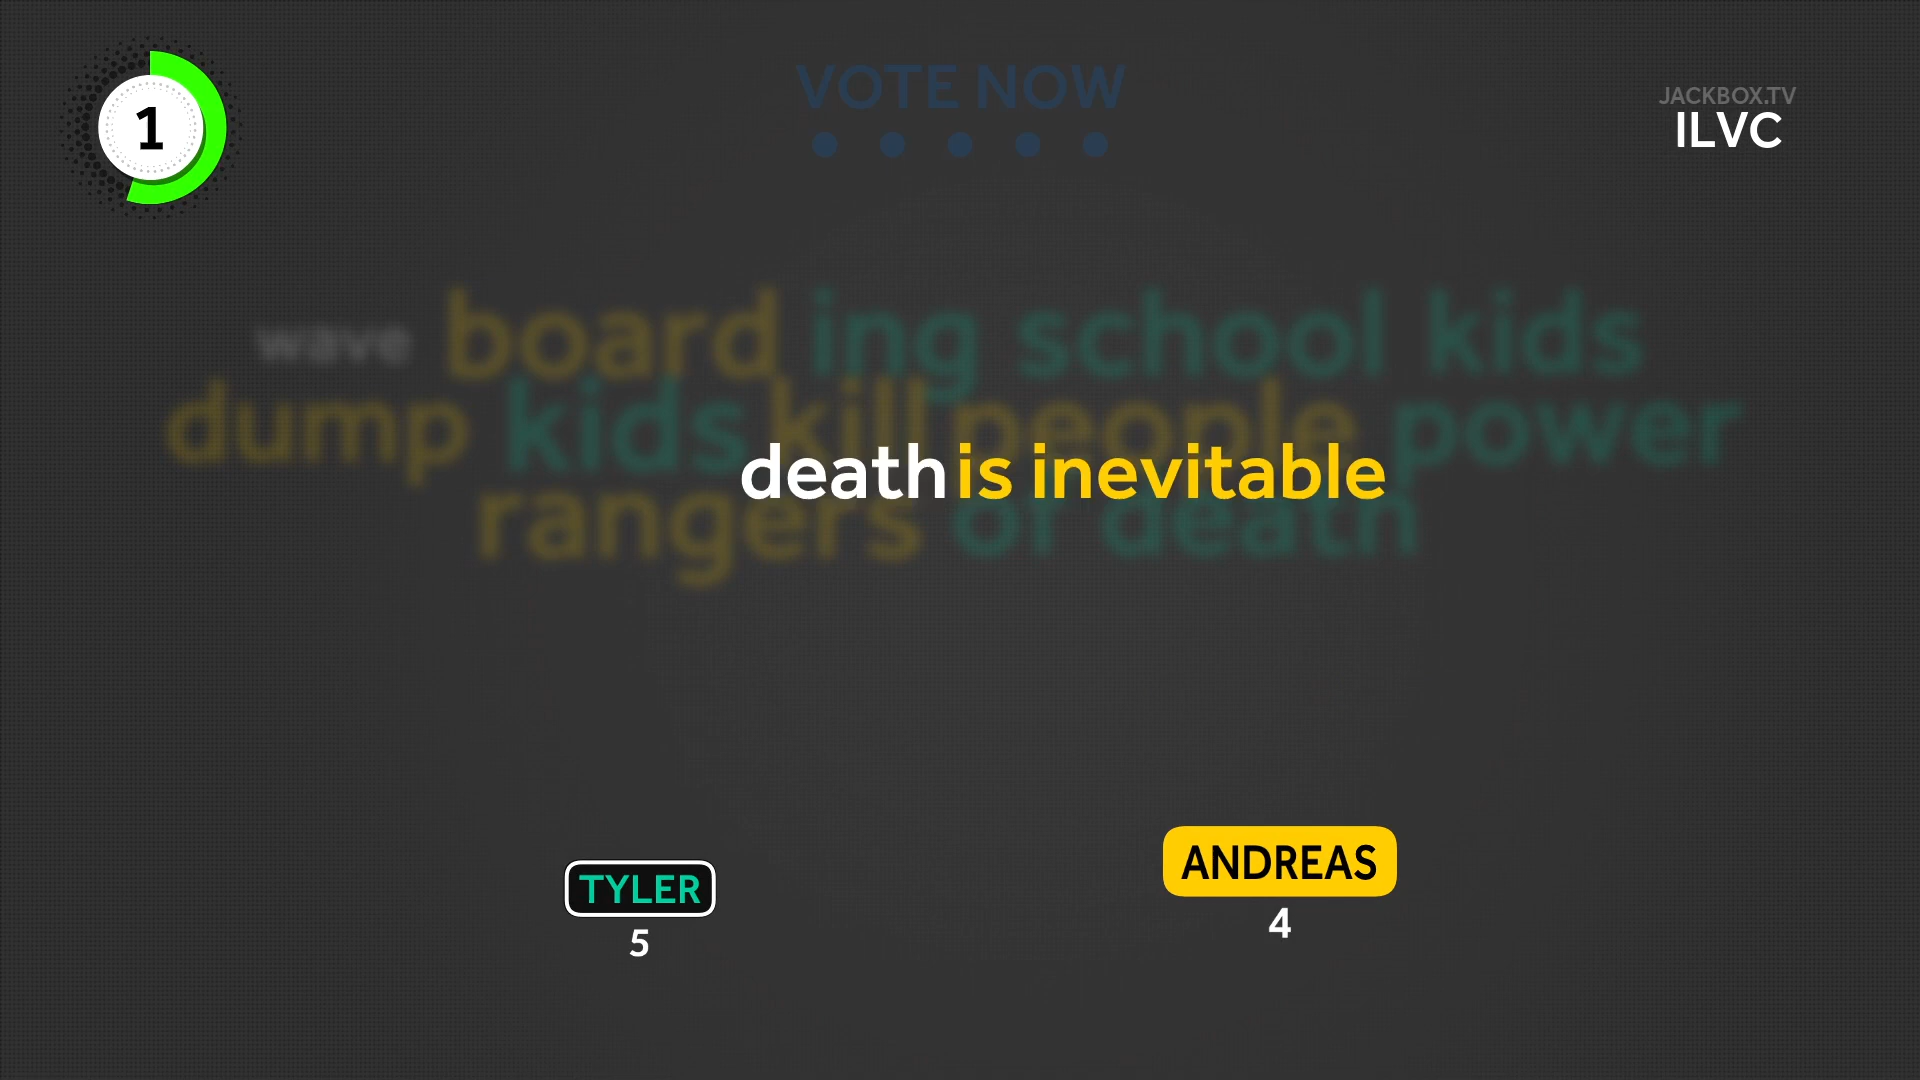 1
VOTE NOW
JACKBOX.TV
ILVC
wave board ing school kids
dump kids kill people power
death is inevitable
rangers of death
TYLER
5
ANDREAS
4